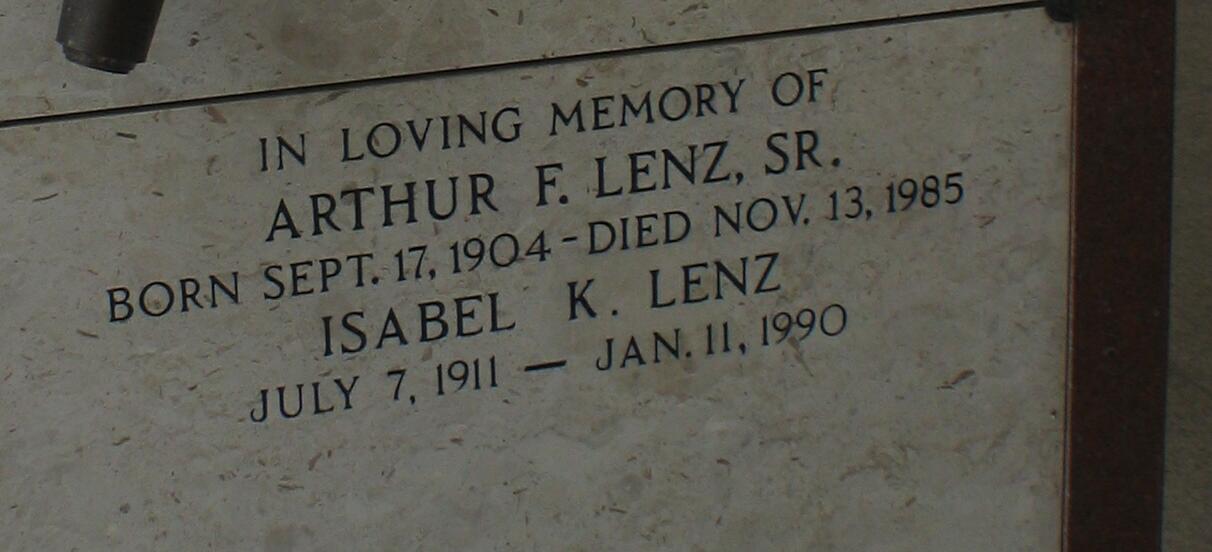 IN LOVING MEMORY OF
ARTHUR F. LENZ, SR.
BORN SEPT. 17, 1904 - DIED NOV. 13, 1985
ISABEL K. LENZ
JULY 7, 1911 — JAN. 11, 1990